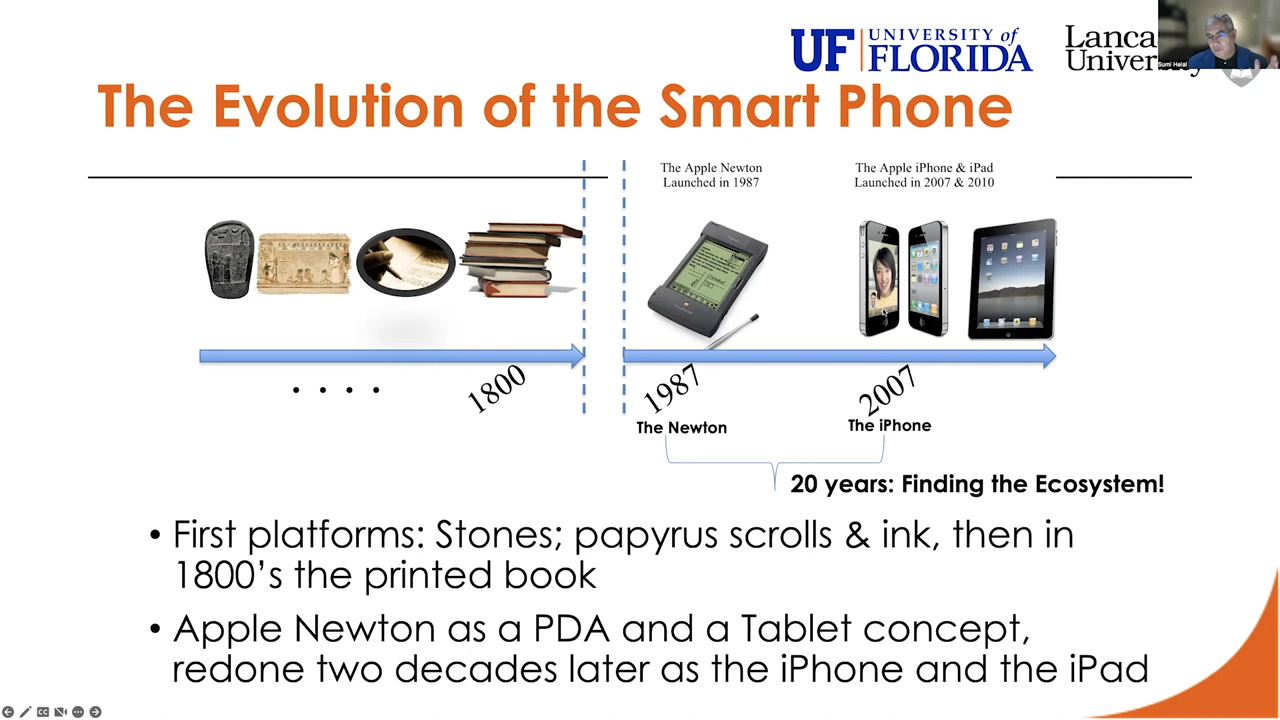 UF UNIVERSITY of FLORIDA
Lanca
University
Sumi Helal
The Evolution of the Smart Phone
The Apple Newton
Launched in 1987
The Apple iPhone & iPad
Launched in 2007 & 2010
. . . .
1800
1987
2007
The Newton
The iPhone
20 years: Finding the Ecosystem!
• First platforms: Stones; papyrus scrolls & ink, then in
1800’s the printed book
• Apple Newton as a PDA and a Tablet concept,
redone two decades later as the iPhone and the iPad